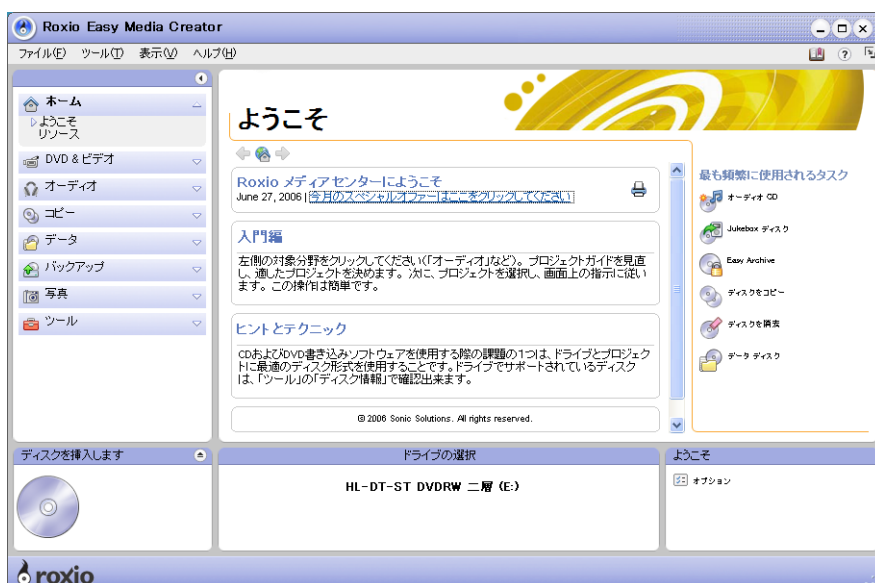 Roxio Easy Media Creator
ファイル(F) ツール(T) 表示(V) ヘルプ(H)
ホーム
ようこそ
リソース
DVD & ビデオ
オーディオ
コピー
データ
バックアップ
写真
ツール
ようこそ
Roxio メディアセンターにようこそ
June 27, 2006 | 今月のスペシャルオファーはここをクリックしてください
入門編
左側の対象分野をクリックしてください(「オーディオ」など)。プロジェクトガイドを見直
し、適したプロジェクトを決めます。次に、プロジェクトを選択し、画面上の指示に従い
ます。この操作は簡単です。
ヒントとテクニック
CDおよびDVD書き込みソフトウェアを使用する際の課題の1つは、ドライブとプロジェク
トに最適のディスク形式を使用することです。ドライブでサポートされているディスク
は、「ツール」の「ディスク情報」で確認出来ます。
© 2006 Sonic Solutions. All rights reserved.
最も頻繁に使用されるタスク
オーディオ CD
Jukebox ディスク
Easy Archive
ディスクをコピー
ディスクを消去
データ ディスク
ディスクを挿入します
ドライブの選択
HL-DT-ST DVDRW 二層 (E:)
ようこそ
オプション
roxio